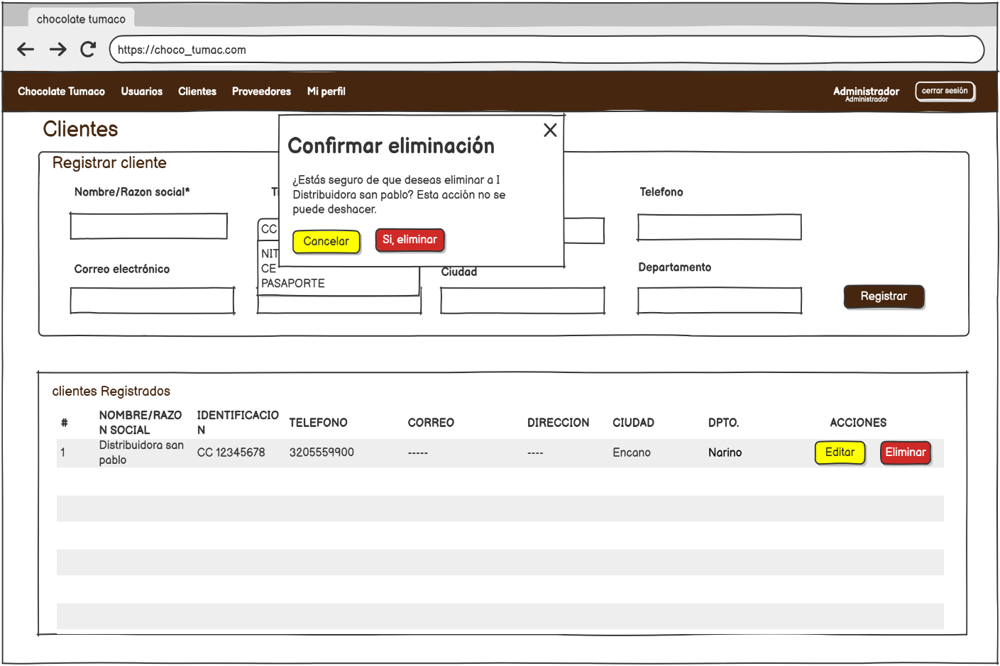 chocolate tumaco
https://choco_tumac.com
Chocolate Tumaco Usuarios Clientes Proveedores Mi perfil
Administrador
Administrador
cerrar sesión
Clientes
Confirmar eliminación
¿Estás seguro de que deseas eliminar a I
Distribuidora san pablo? Esta acción no se
puede deshacer.
Cancelar
Si, eliminar
Registrar cliente
Nombre/Razon social*
Telefono
CC
NIT
CE
PASAPORTE
Correo electrónico
Ciudad
Departamento
Registrar
clientes Registrados
# NOMBRE/RAZO IDENTIFICACIO TELEFONO CORREO DIRECCION CIUDAD DPTO. ACCIONES
N SOCIAL N
1 Distribuidora san CC 12345678 3205559900 ----- ---- Encano Narino Editar Eliminar
pablo